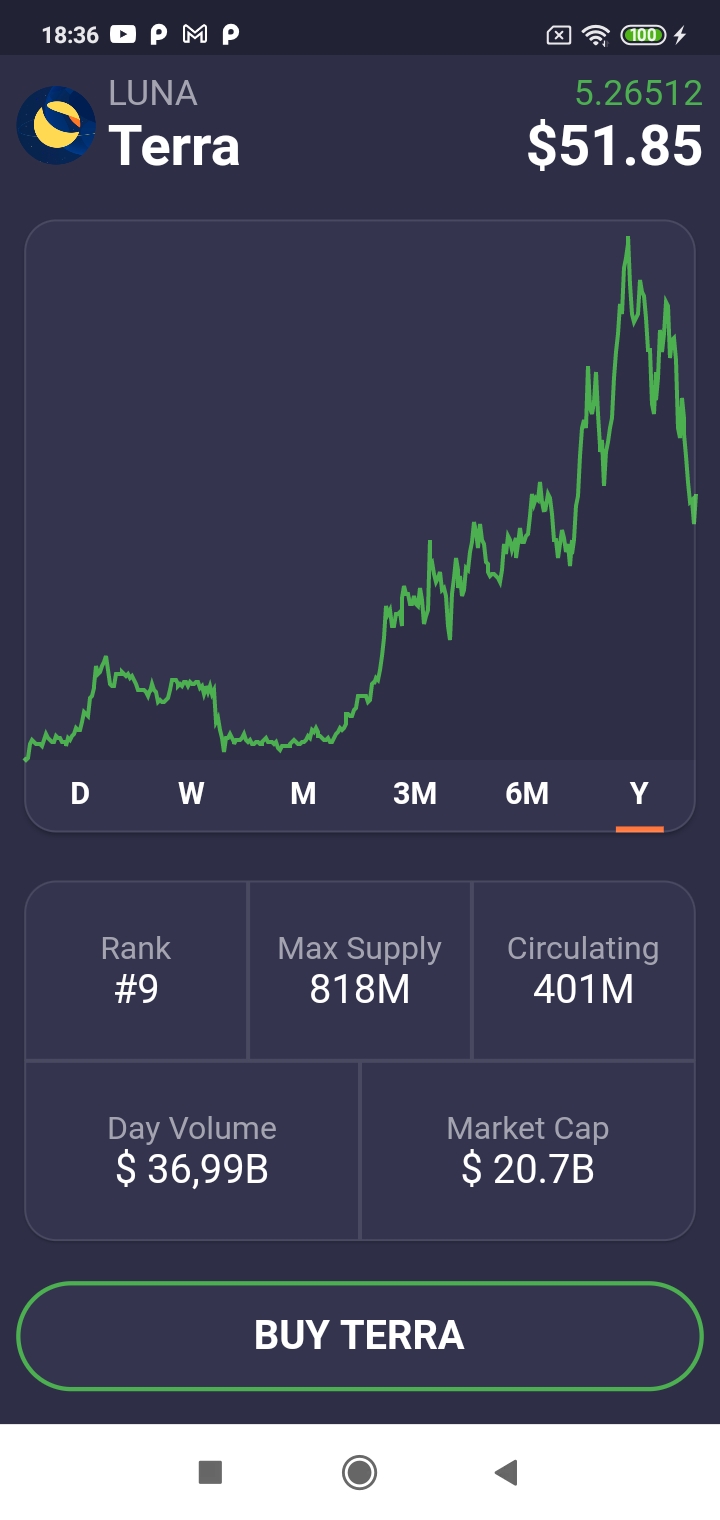 18:36
100
LUNA
5.26512
Terra
$51.85
D W M 3M 6M Y
Rank Max Supply Circulating
#9 818M 401M
Day Volume Market Cap
$ 36,99B $ 20.7B
BUY TERRA